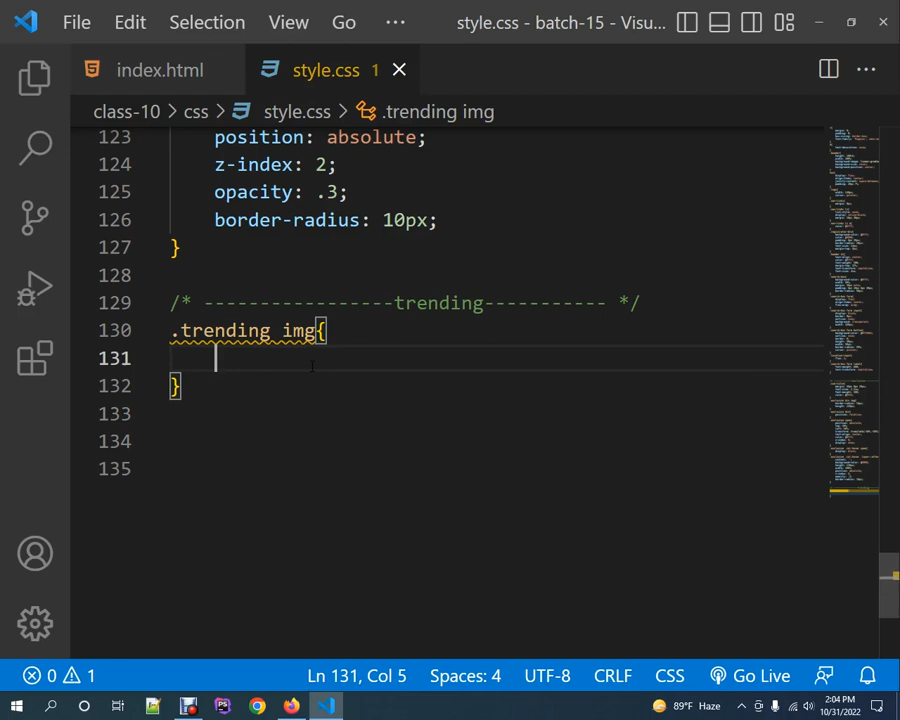 File Edit Selection View Go ··· style.css - batch-15 - Visu...
index.html style.css 1
class-10 > css > style.css > .trending img
123 position: absolute;
124 z-index: 2;
125 opacity: .3;
126 border-radius: 10px;
127 }
128
129 /* -----------------trending----------- */
130 .trending img{
131
132 }
133
134
135
0 1 Ln 131, Col 5 Spaces: 4 UTF-8 CRLF CSS Go Live
89°F Haze 2:04 PM
10/31/2022